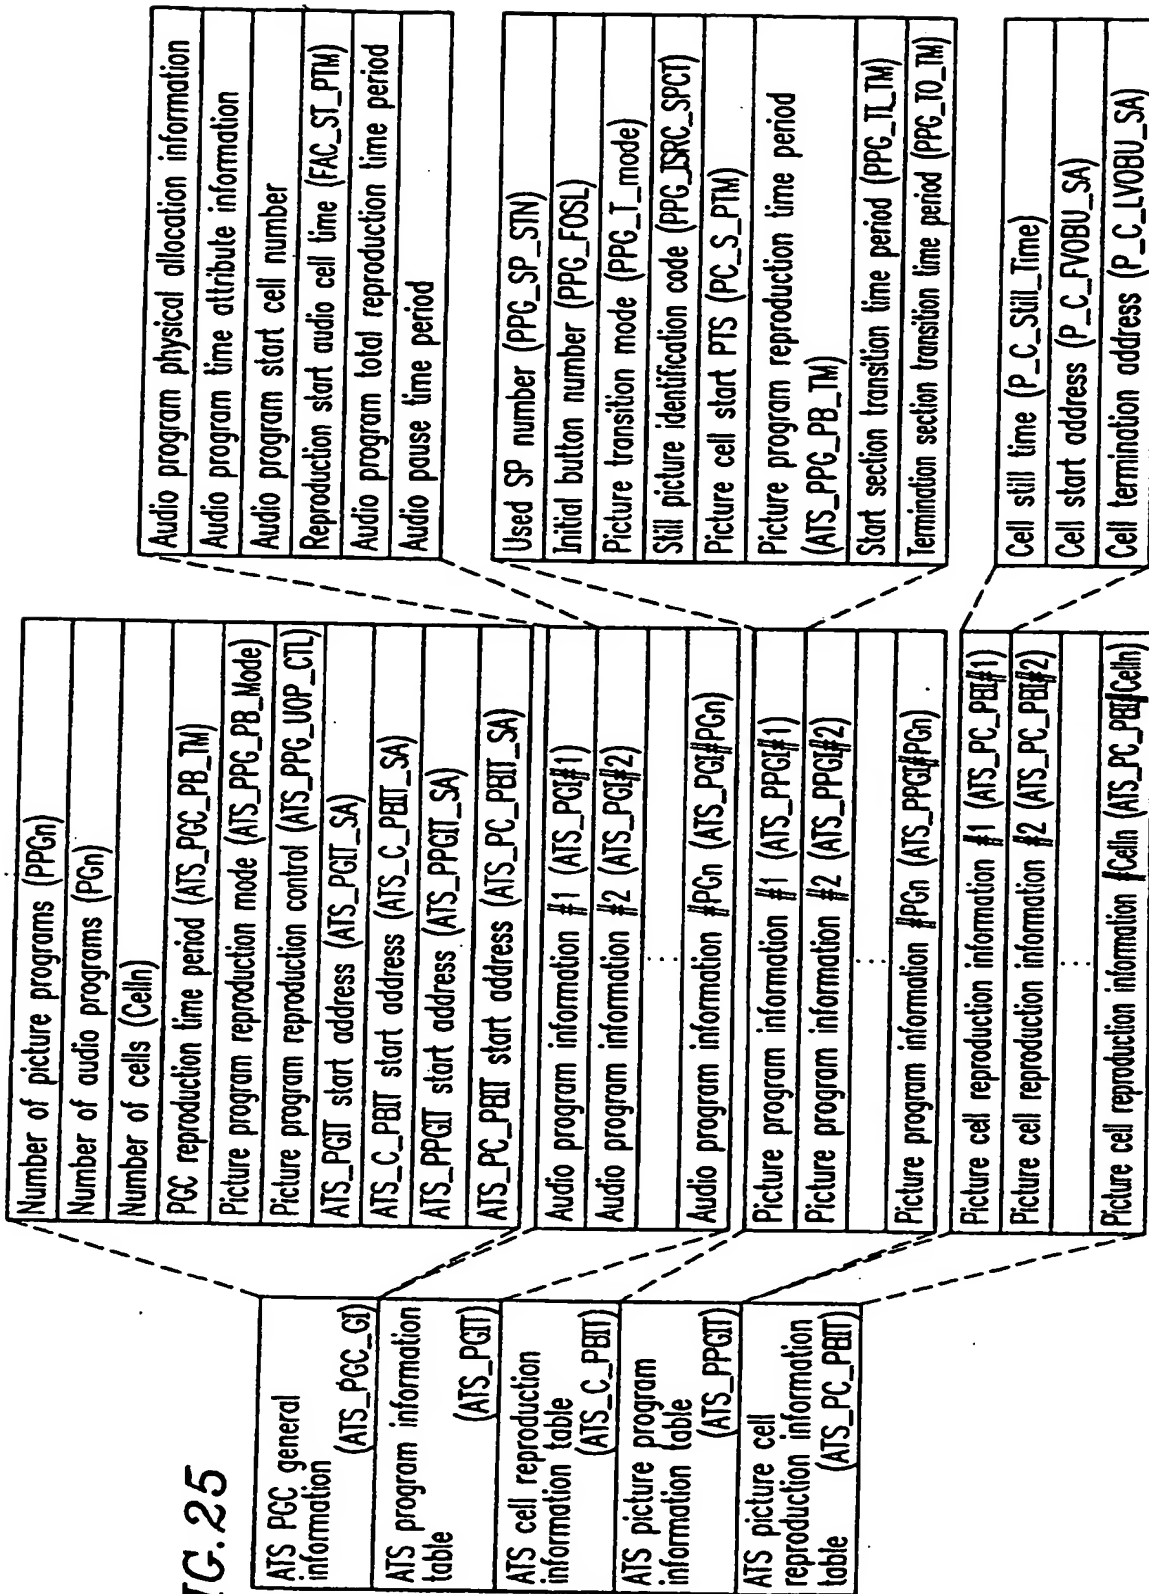 FIG. 25
ATS PGC general
information
(ATS_PGC_GI)
ATS program information
table
(ATS_PGIT)
ATS cell reproduction
information table
(ATS_C_PBIT)
ATS picture program
information table
(ATS_PPGIT)
ATS picture cell
reproduction information
table (ATS_PC_PBIT)
Number of picture programs (PPGn)
Number of audio programs (PGn)
Number of cells (Celln)
PGC reproduction time period (ATS_PGC_PB_TM)
Picture program reproduction mode (ATS_PPG_PB_Mode)
Picture program reproduction control (ATS_PPG_UOP_CTL)
ATS_PGIT start address (ATS_PGIT_SA)
ATS_C_PBIT start address (ATS_C_PBIT_SA)
ATS_PPGIT start address (ATS_PPGIT_SA)
ATS_PC_PBIT start address (ATS_PC_PBIT_SA)
Audio program information #1 (ATS_PGI#1)
Audio program information #2 (ATS_PGI#2)
Audio program information #PGn (ATS_PGI#PGn)
Picture program information #1 (ATS_PPGI#1)
Picture program information #2 (ATS_PPGI#2)
Picture program information #PGn (ATS_PPGI#PGn)
Picture cell reproduction information #1 (ATS_PC_PBI#1)
Picture cell reproduction information #2 (ATS_PC_PBI#2)
Picture cell reproduction information #Celln (ATS_PC_PBI#Celln)
Audio program physical allocation information
Audio program time attribute information
Audio program start cell number
Reproduction start audio cell time (FAC_ST_PTM)
Audio program total reproduction time period
Audio pause time period
Used SP number (PPG_SP_STN)
Initial button number (PPG_FOSL)
Picture transition mode (PPG_T_mode)
Still picture identification code (PPG_ISRC_SPCT)
Picture cell start PTS (PC_S_PTM)
Picture program reproduction time period
(ATS_PPG_PB_TM)
Start section transition time period (PPG_TL_TM)
Termination section transition time period (PPG_TO_TM)
Cell still time (P_C_Still_Time)
Cell start address (P_C_FVOBU_SA)
Cell termination address (P_C_LVOBU_SA)